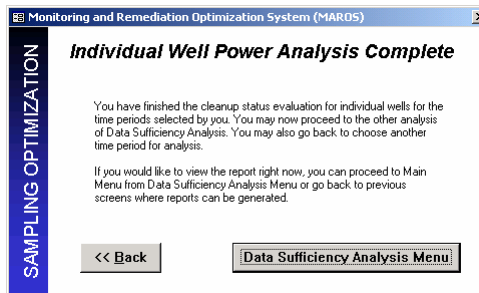 Monitoring and Remediation Optimization System (MAROS)
SAMPLING OPTIMIZATION
Individual Well Power Analysis Complete
You have finished the cleanup status evaluation for individual wells for the
time periods selected by you. You may now proceed to the other analysis
of Data Sufficiency Analysis. You may also go back to choose another
time period for analysis.
If you would like to view the report right now, you can proceed to Main
Menu from Data Sufficiency Analysis Menu or go back to previous
screens where reports can be generated.
<< Back
Data Sufficiency Analysis Menu